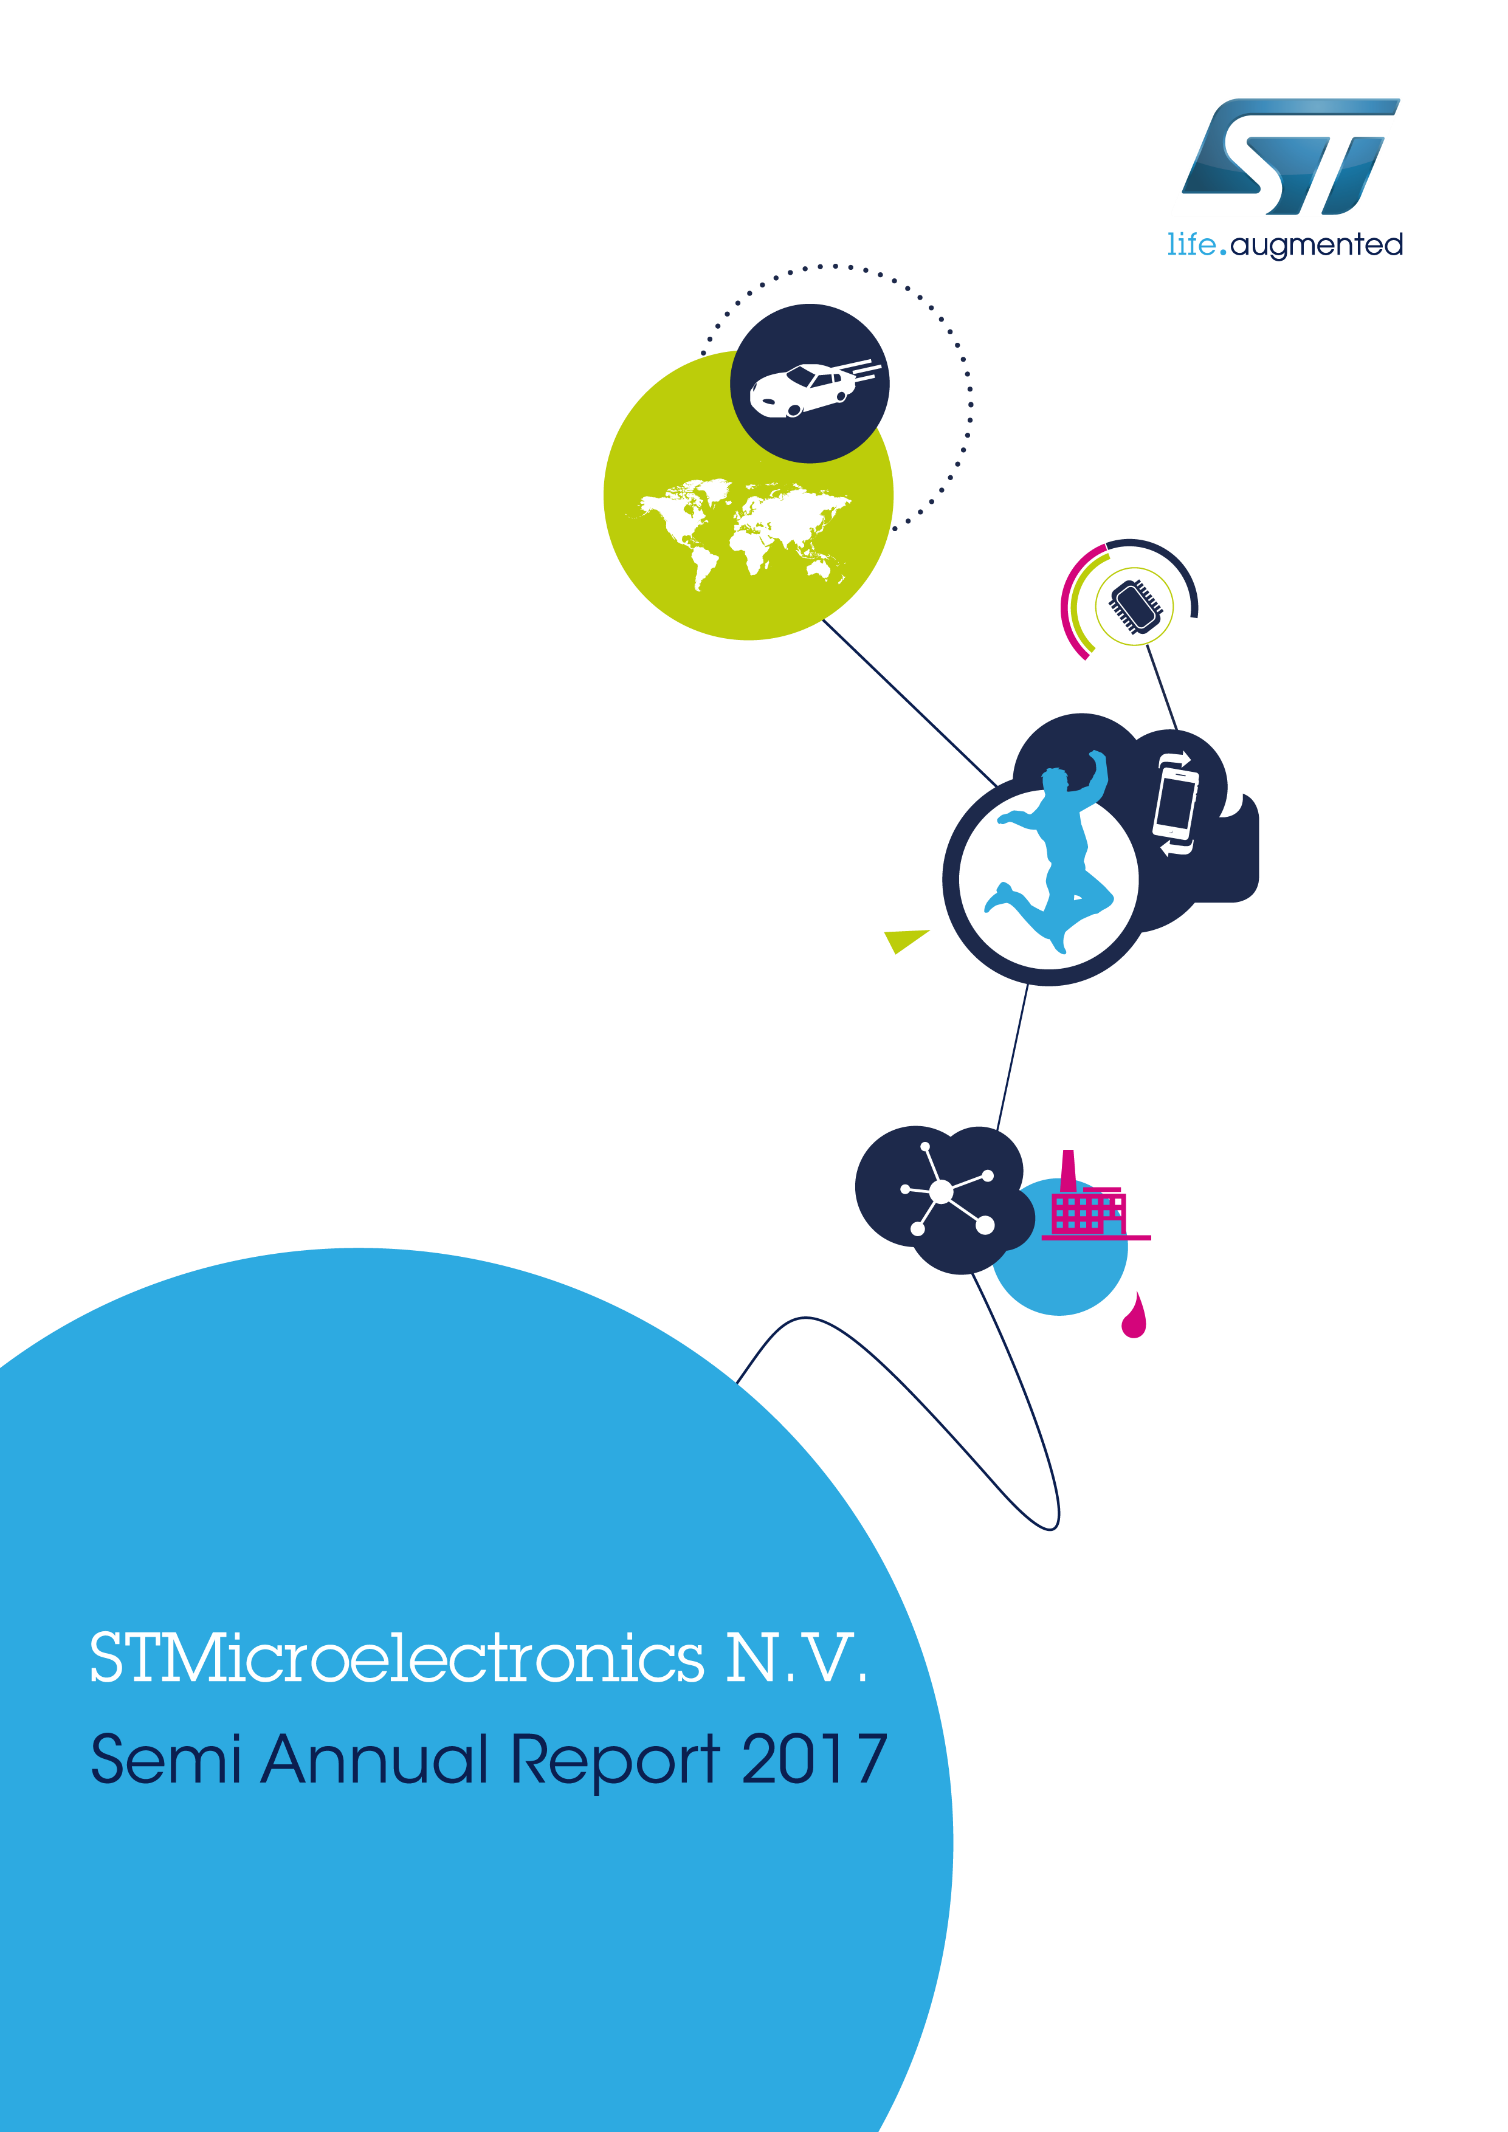 ST
life.augmented
STMicroelectronics N.V.
Semi Annual Report 2017